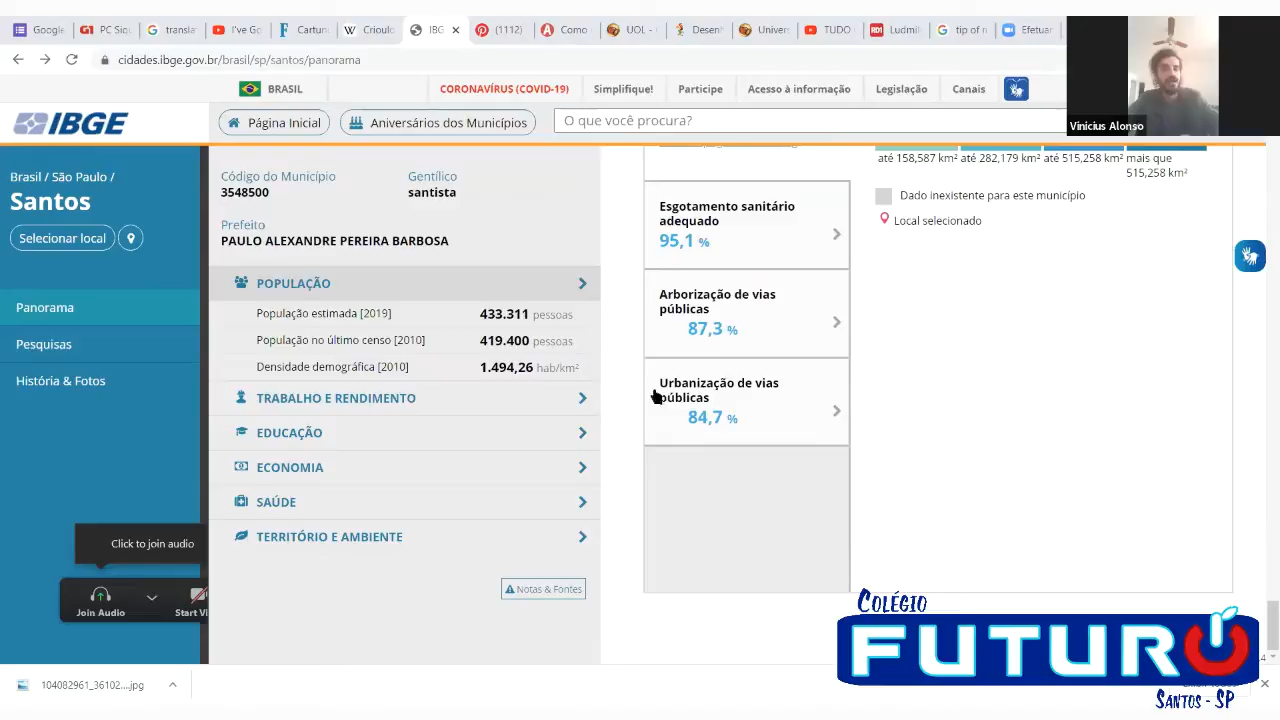 Google
PC Siq
transla
I've Go
Cartun
Crioul
IBG
(1112)
Como
UOL -
Desenh
Univer
TUDO
Ludmil
tip of r
Efetuar
cidades.ibge.gov.br/brasil/sp/santos/panorama
BRASIL
CORONAVÍRUS (COVID-19)
Simplifique!
Participe
Acesso à informação
Legislação
Canais
Vinicius Alonso
IBGE
Página Inicial
Aniversários dos Municípios
O que você procura?
Brasil / São Paulo /
Santos
Selecionar local
Panorama
Pesquisas
História & Fotos
Código do Município
3548500
Gentílico
santista
Prefeito
PAULO ALEXANDRE PEREIRA BARBOSA
POPULAÇÃO
População estimada [2019] 433.311 pessoas
População no último censo [2010] 419.400 pessoas
Densidade demográfica [2010] 1.494,26 hab/km²
TRABALHO E RENDIMENTO
EDUCAÇÃO
ECONOMIA
SAÚDE
TERRITÓRIO E AMBIENTE
Notas & Fontes
Esgotamento sanitário
adequado
95,1 %
Arborização de vias
públicas
87,3 %
Urbanização de vias
públicas
84,7 %
até 158,587 km² até 282,179 km² até 515,258 km² mais que
515,258 km²
Dado inexistente para este município
Local selecionado
Click to join audio
Join Audio
Start Vi
104082961_36102....jpg
COLÉGIO
FUTURO
SANTOS - SP